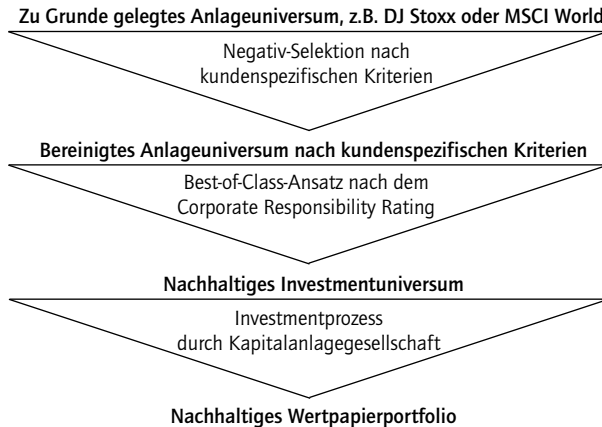 Zu Grunde gelegtes Anlageuniversum, z.B. DJ Stoxx oder MSCI World
Negativ-Selektion nach
kundenspezifischen Kriterien
Bereinigtes Anlageuniversum nach kundenspezifischen Kriterien
Best-of-Class-Ansatz nach dem
Corporate Responsibility Rating
Nachhaltiges Investmentuniversum
Investmentprozess
durch Kapitalanlagegesellschaft
Nachhaltiges Wertpapierportfolio